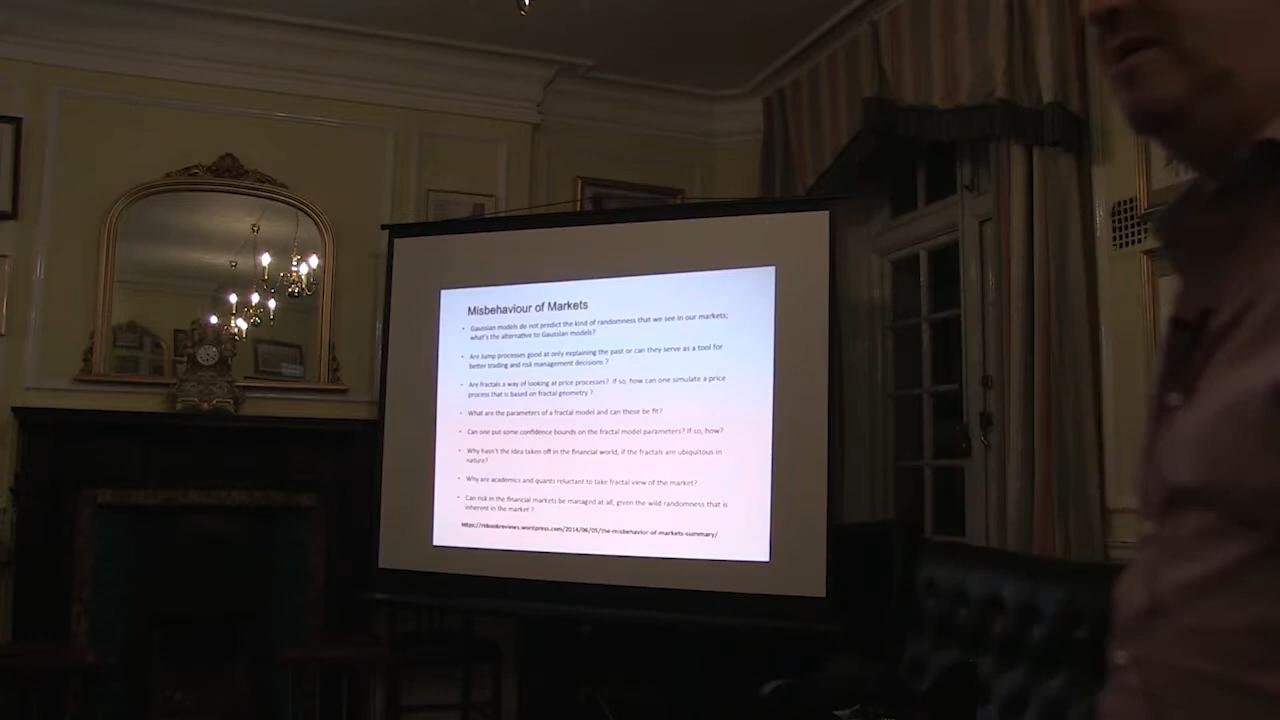 Misbehaviour of Markets
• Gaussian models do not predict the kind of randomness that we see in our markets;
what's the alternative to Gaussian models?
• Are Jump processes good at only explaining the past or can they serve as a tool for
better trading and risk management decisions ?
• Are fractals a way of looking at price processes? If so, how can one simulate a price
process that is based on fractal geometry ?
• What are the parameters of a fractal model and can these be fit?
• Can one put some confidence bounds on the fractal model parameters? If so, how?
• Why hasn't the idea taken off in the financial world, if the fractals are ubiquitous in
nature?
• Why are academics and quants reluctant to take fractal view of the market?
• Can risk in the financial markets be managed at all, given the wild randomness that is
inherent in the market ?
https://rkbookreviews.wordpress.com/2014/06/05/the-misbehavior-of-markets-summary/